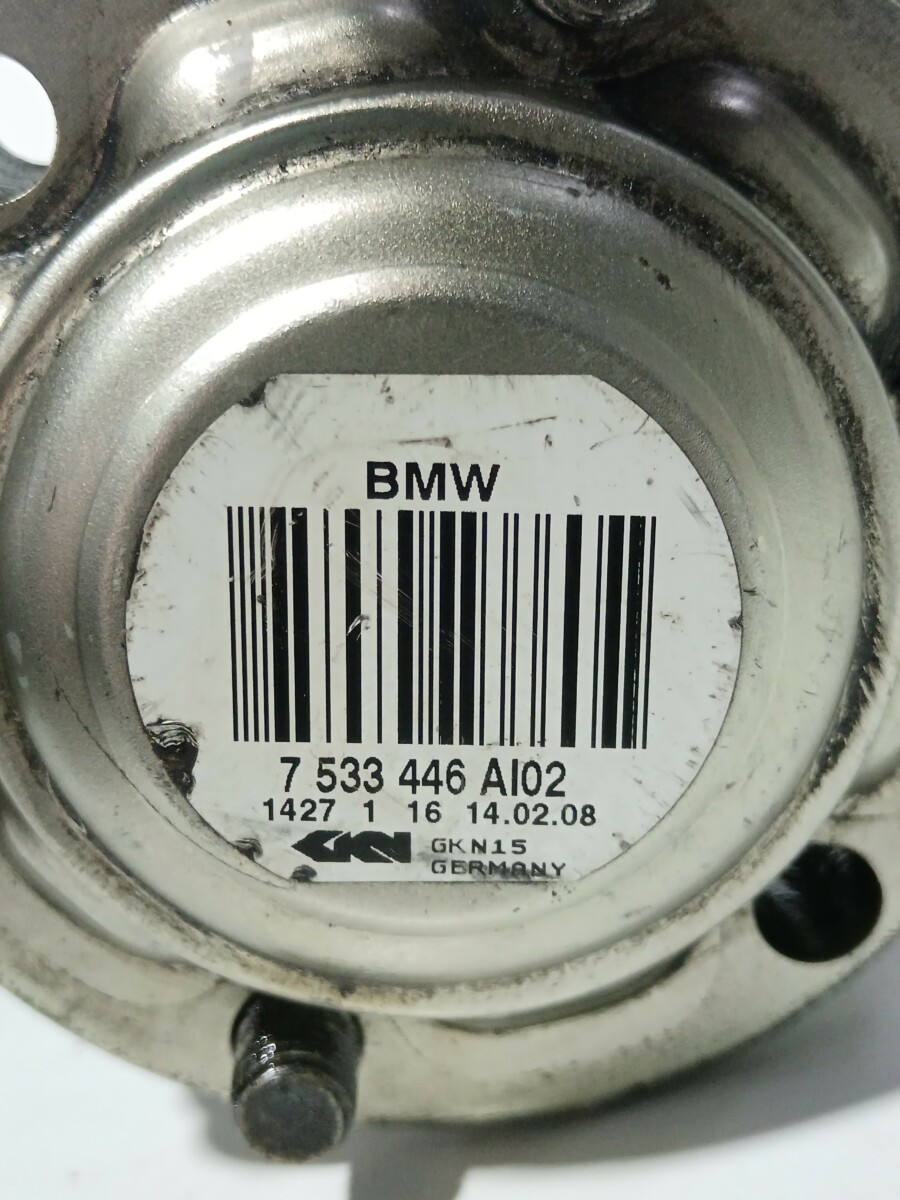 BMW
7 533 446 AI02
1427 1 16 14.02.08
GKN GKN15
GERMANY